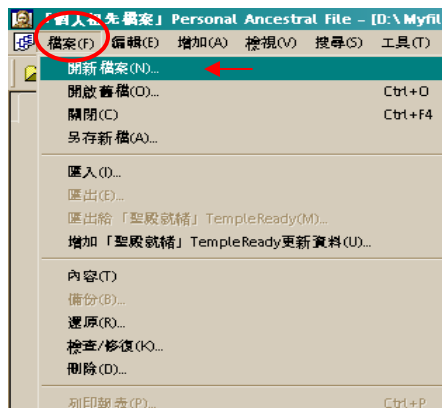 「個人祖先檔案」Personal Ancestral File – [D:\Myfil
檔案(F) 編輯(E) 增加(A) 檢視(V) 搜尋(S) 工具(T)
開新檔案(N)...
開啟舊檔(O)... Ctrl+O
關閉(C) Ctrl+F4
另存新檔(A)...
匯入(I)...
匯出(E)...
匯出給「聖殿就緒」TempleReady(M)...
增加「聖殿就緒」TempleReady更新資料(U)...
內容(T)
備份(B)...
還原(R)...
檢查/修復(K)...
刪除(D)...
列印報表(P)... Ctrl+P